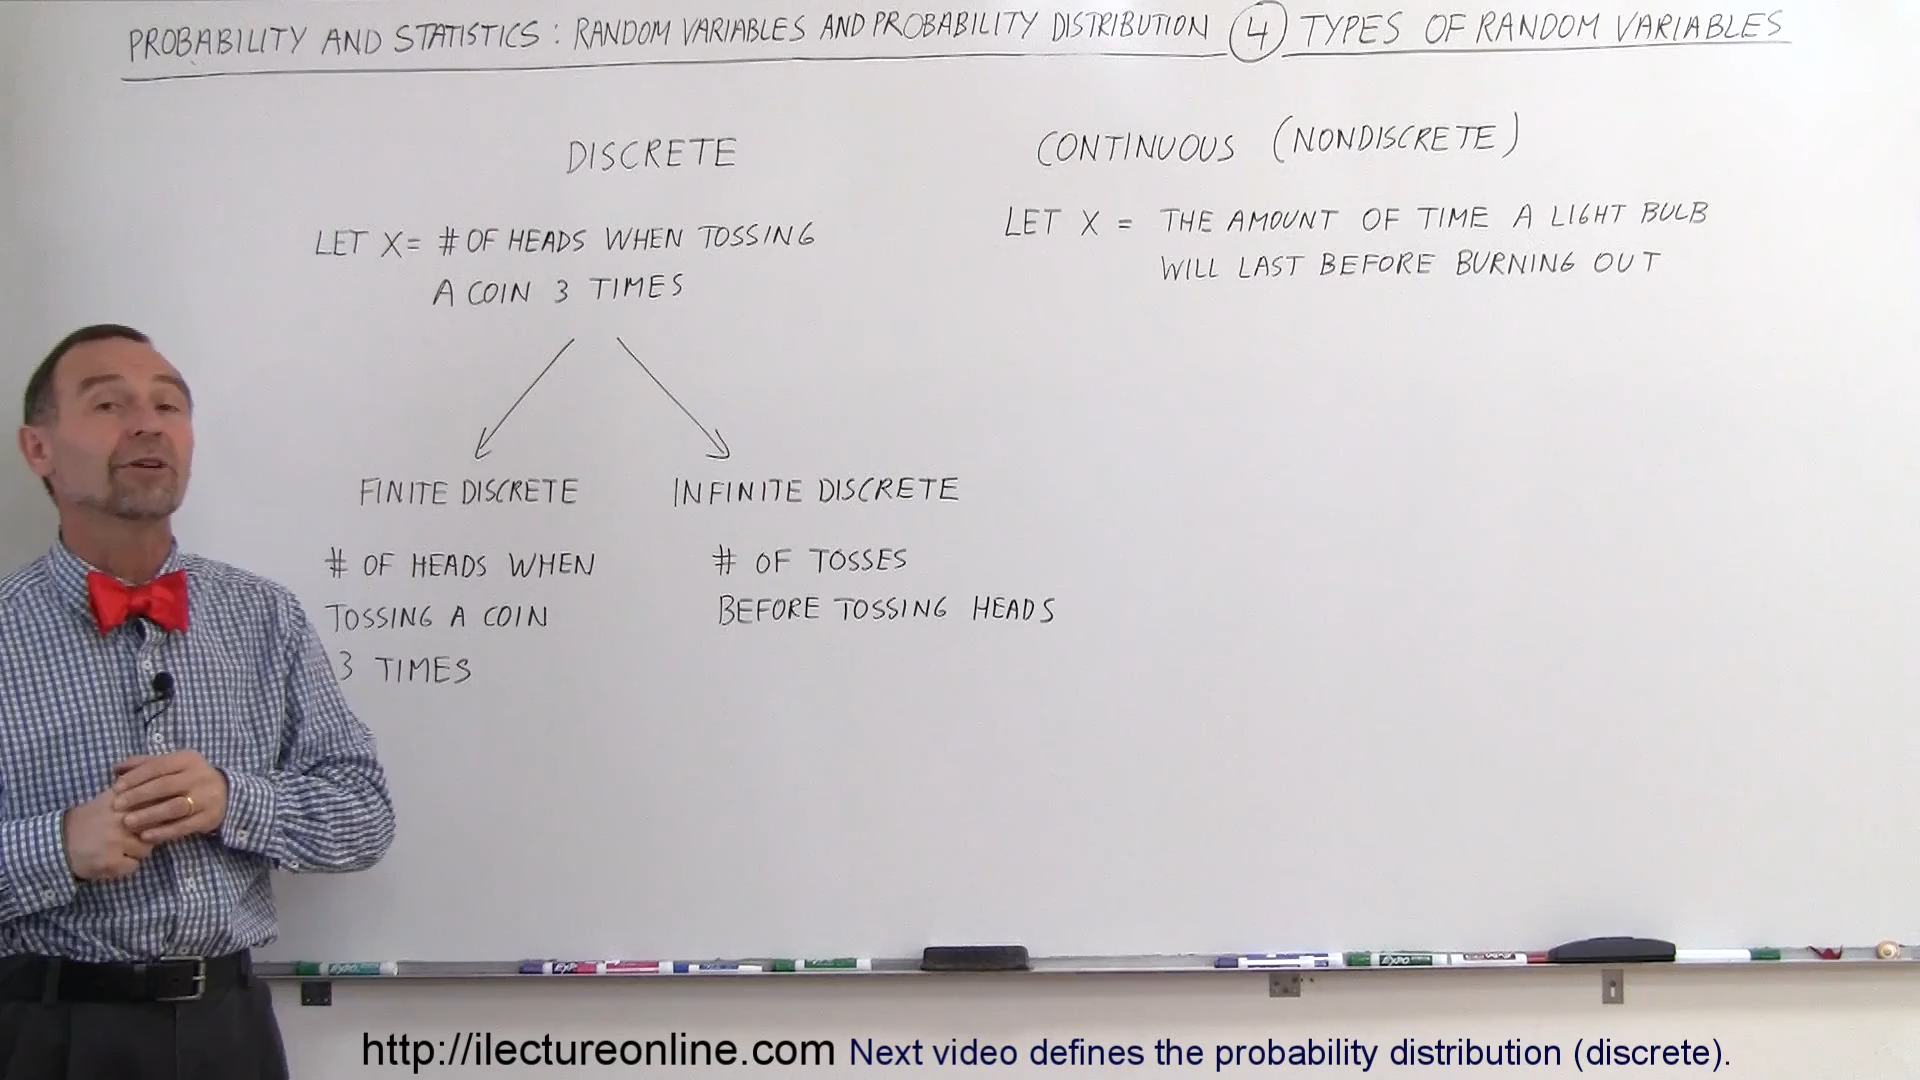 PROBABILITY AND STATISTICS : RANDOM VARIABLES AND PROBABILITY DISTRIBUTION 4 TYPES OF RANDOM VARIABLES
DISCRETE
LET X = # OF HEADS WHEN TOSSING
A COIN 3 TIMES
FINITE DISCRETE
# OF HEADS WHEN
TOSSING A COIN
3 TIMES
INFINITE DISCRETE
# OF TOSSES
BEFORE TOSSING HEADS
CONTINUOUS (NONDISCRETE)
LET X = THE AMOUNT OF TIME A LIGHT BULB
WILL LAST BEFORE BURNING OUT
EXPO
EXPO
EXPO
http://ilectureonline.com Next video defines the probability distribution (discrete).